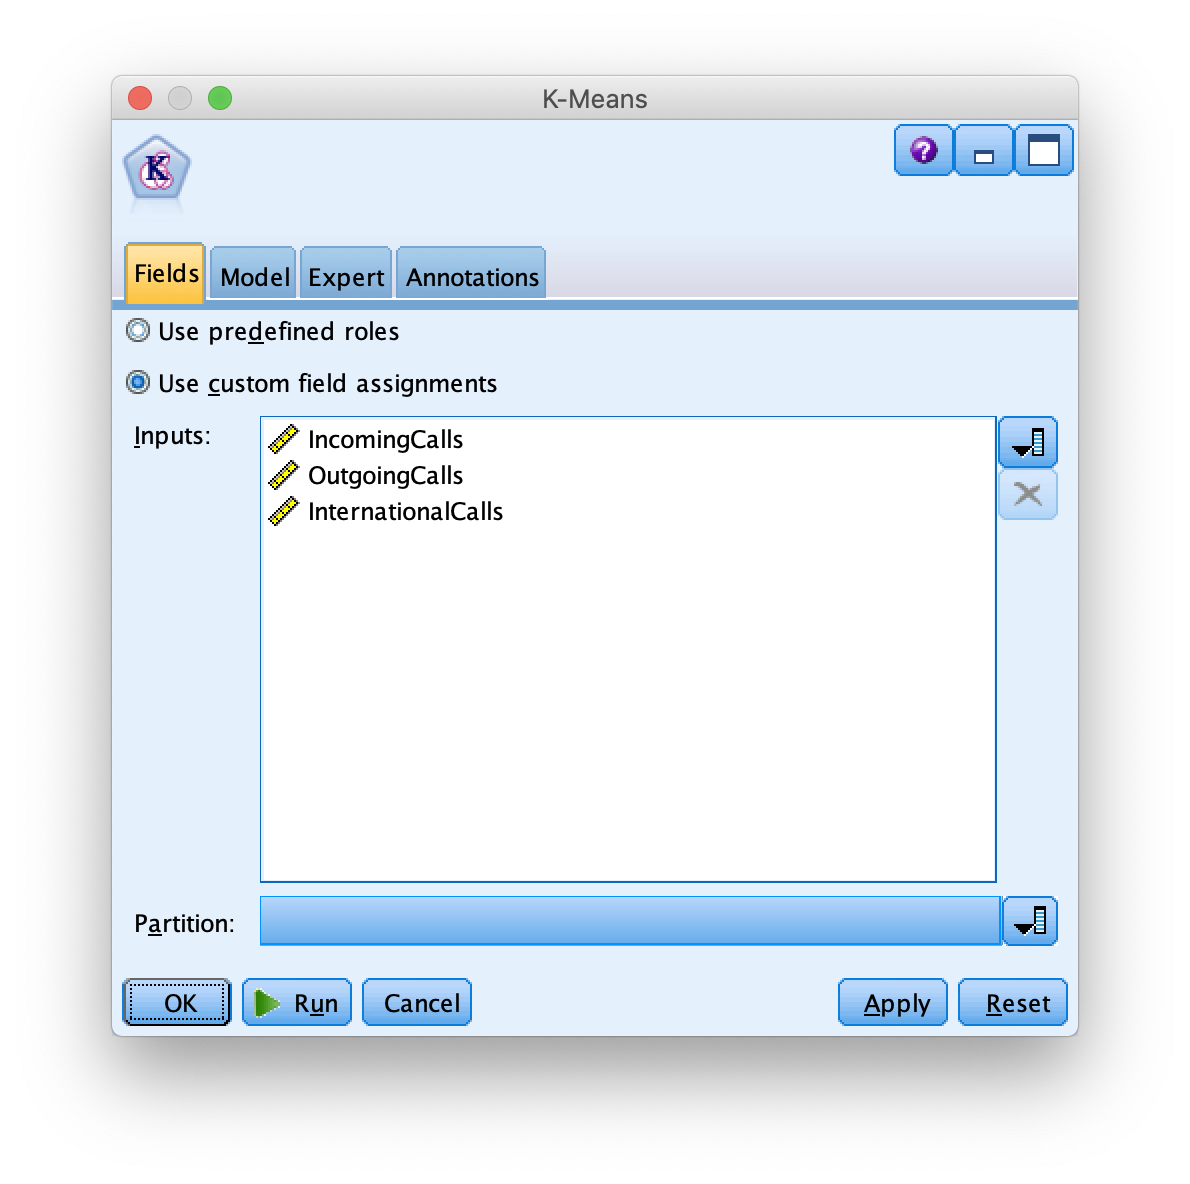 K-Means
K
?
Fields Model Expert Annotations
Use predefined roles
Use custom field assignments
Inputs:
IncomingCalls
OutgoingCalls
InternationalCalls
Partition:
OK Run Cancel Apply Reset